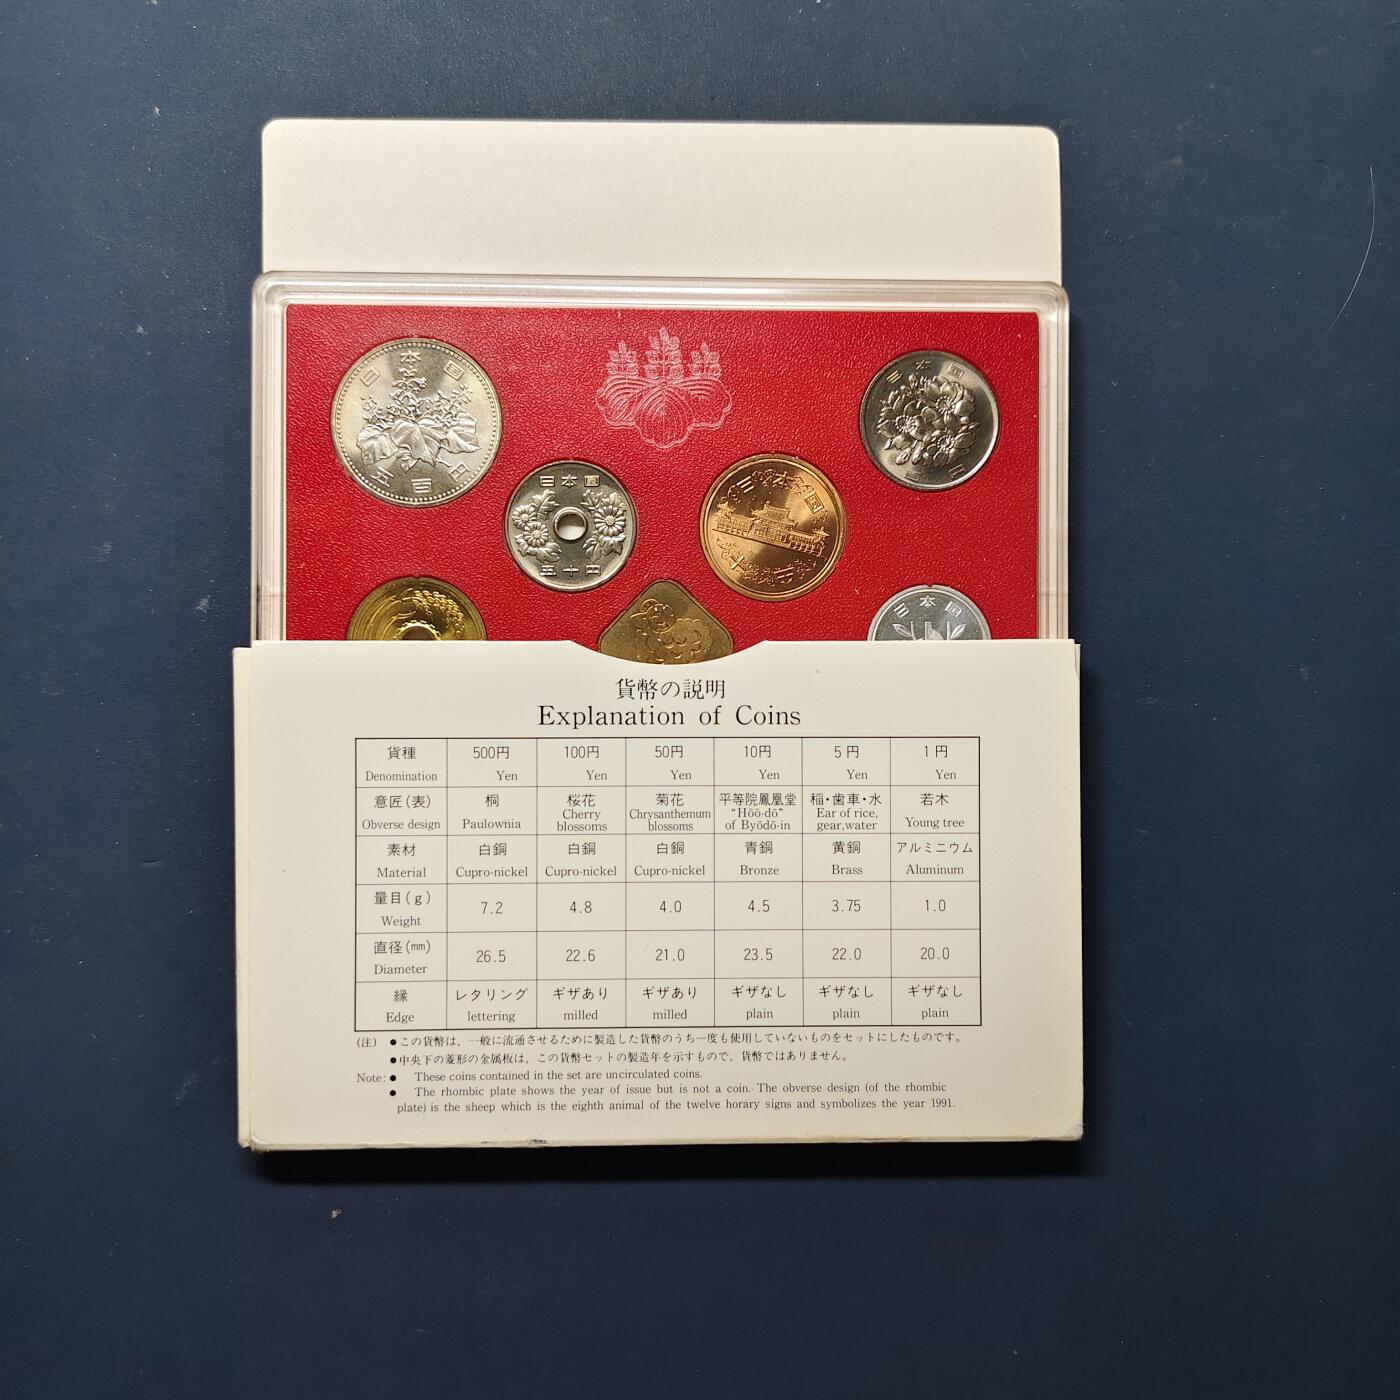 日本国
五百円
日本国
百円
日本国
五十円
日本国
十円
日本国
貨幣の説明
Explanation of Coins
貨種 500円 100円 50円 10円 5円 1円
Denomination Yen Yen Yen Yen Yen Yen
意匠(表) 桐 桜花 菊花 平等院鳳凰堂 稲・歯車・水 若木
Obverse design Paulownia Cherry blossoms Chrysanthemum blossoms "Hōō-dō" of Byōdō-in Ear of rice, gear,water Young tree
素材 白銅 白銅 白銅 青銅 黄銅 アルミニウム
Material Cupro-nickel Cupro-nickel Cupro-nickel Bronze Brass Aluminum
量目(g) 7.2 4.8 4.0 4.5 3.75 1.0
Weight
直径(㎜) 26.5 22.6 21.0 23.5 22.0 20.0
Diameter
縁 レタリング ギザあり ギザあり ギザなし ギザなし ギザなし
Edge lettering milled milled plain plain plain
(注) ●この貨幣は、一般に流通させるために製造した貨幣のうち一度も使用していないものをセットにしたものです。
●中央下の菱形の金属板は、この貨幣セットの製造年を示すもので、貨幣ではありません。
Note: ● These coins contained in the set are uncirculated coins.
● The rhombic plate shows the year of issue but is not a coin. The obverse design (of the rhombic
plate) is the sheep which is the eighth animal of the twelve horary signs and symbolizes the year 1991.